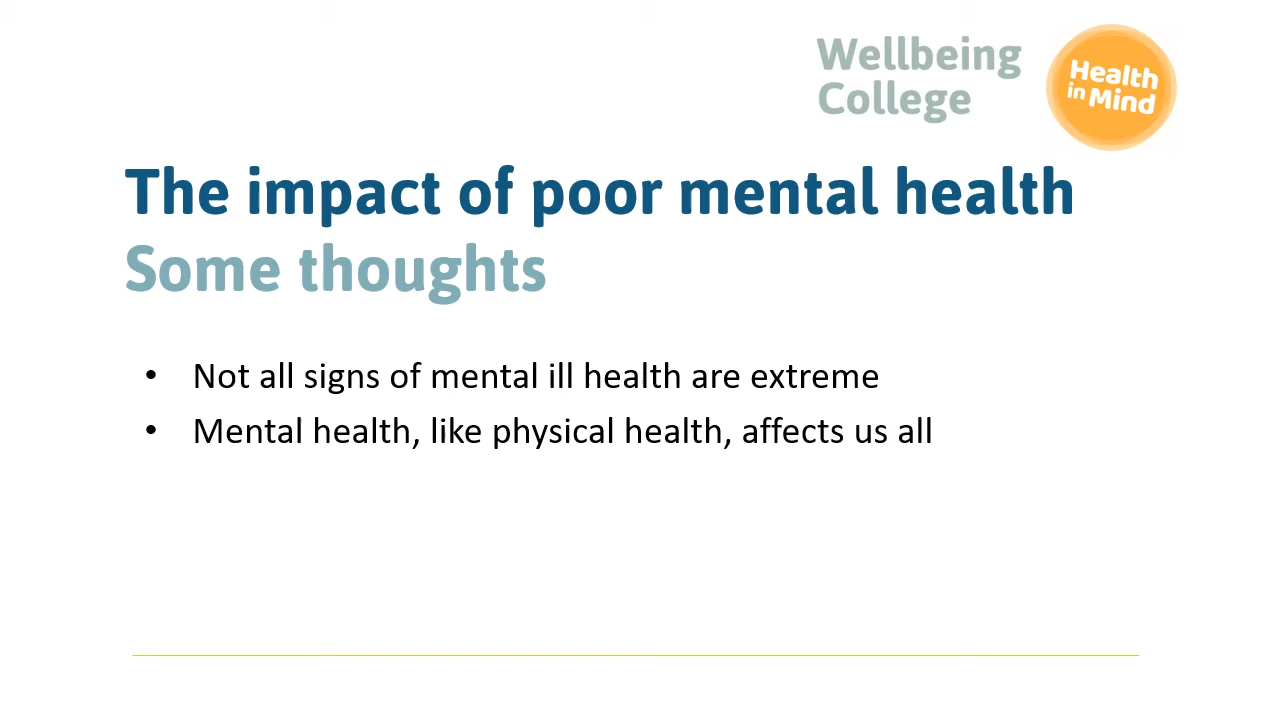 Wellbeing
College
Health
in Mind
The impact of poor mental health
Some thoughts
• Not all signs of mental ill health are extreme
• Mental health, like physical health, affects us all